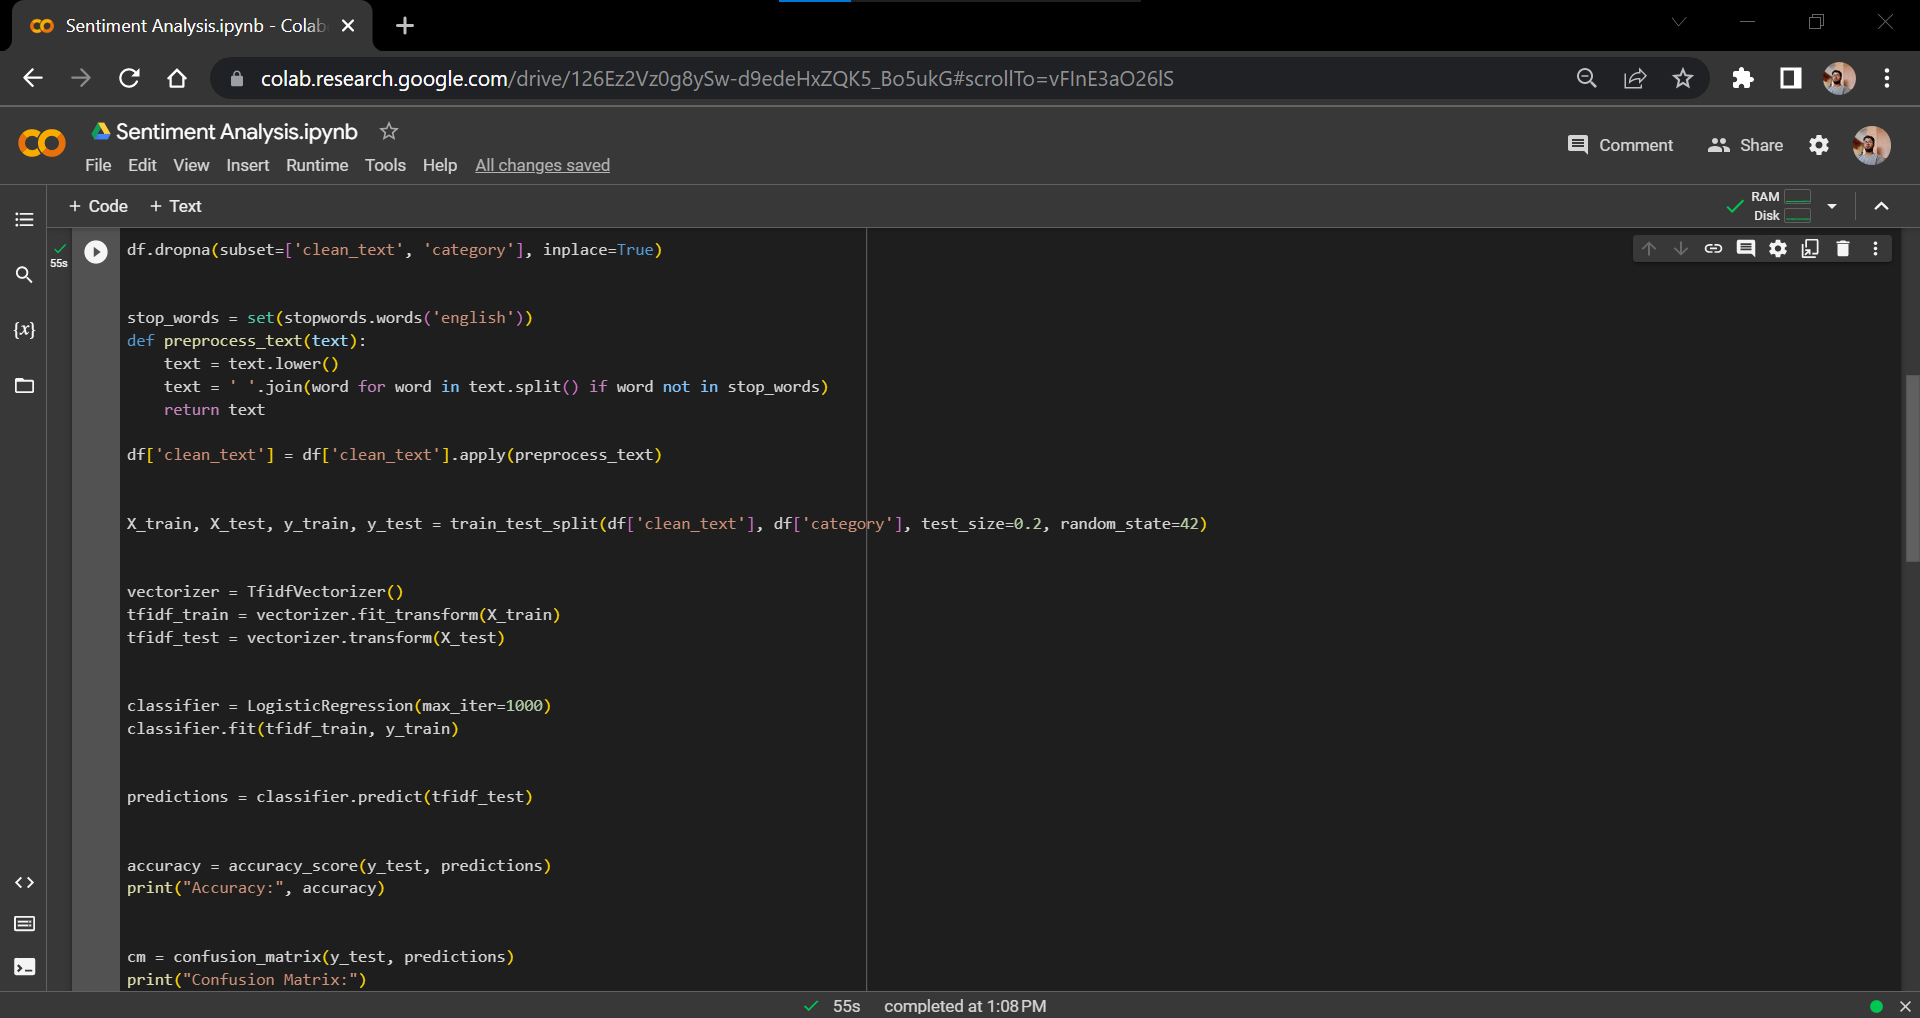 Sentiment Analysis.ipynb - Colab
colab.research.google.com/drive/126Ez2Vz0g8ySw-d9edeHxZQK5_Bo5ukG#scrollTo=vFInE3aO26lS
Sentiment Analysis.ipynb
File Edit View Insert Runtime Tools Help All changes saved
Comment Share
+ Code + Text
RAM
Disk
55s
df.dropna(subset=['clean_text', 'category'], inplace=True)
stop_words = set(stopwords.words('english'))
def preprocess_text(text):
    text = text.lower()
    text = ' '.join(word for word in text.split() if word not in stop_words)
    return text
df['clean_text'] = df['clean_text'].apply(preprocess_text)
X_train, X_test, y_train, y_test = train_test_split(df['clean_text'], df['category'], test_size=0.2, random_state=42)
vectorizer = TfidfVectorizer()
tfidf_train = vectorizer.fit_transform(X_train)
tfidf_test = vectorizer.transform(X_test)
classifier = LogisticRegression(max_iter=1000)
classifier.fit(tfidf_train, y_train)
predictions = classifier.predict(tfidf_test)
accuracy = accuracy_score(y_test, predictions)
print("Accuracy:", accuracy)
cm = confusion_matrix(y_test, predictions)
print("Confusion Matrix:")
55s completed at 1:08 PM